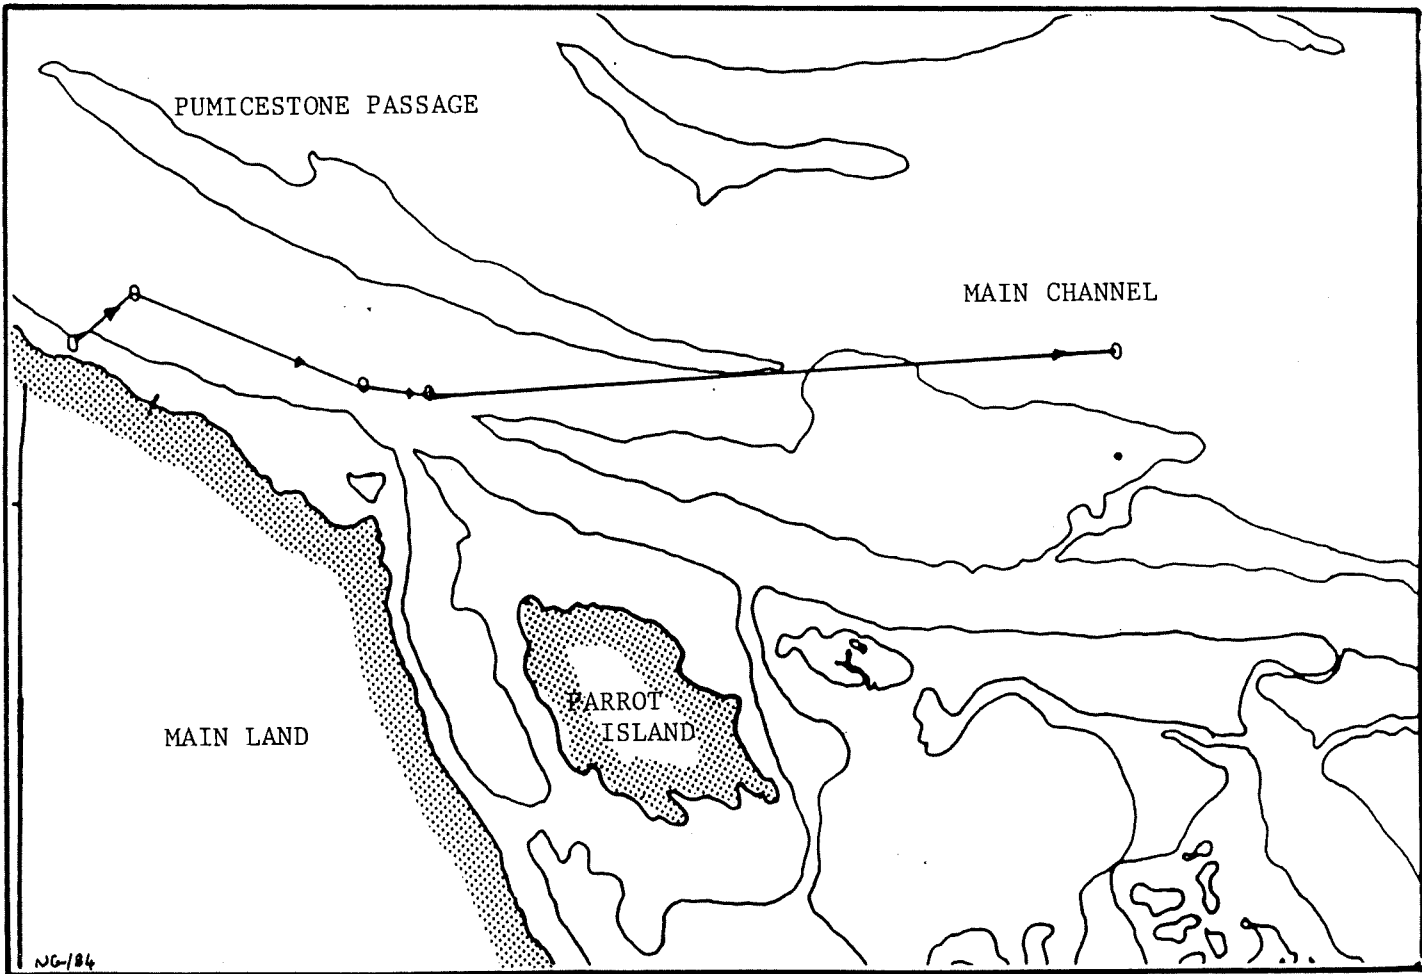 PUMICESTONE PASSAGE
MAIN CHANNEL
PARROT
ISLAND
MAIN LAND
NG-/84